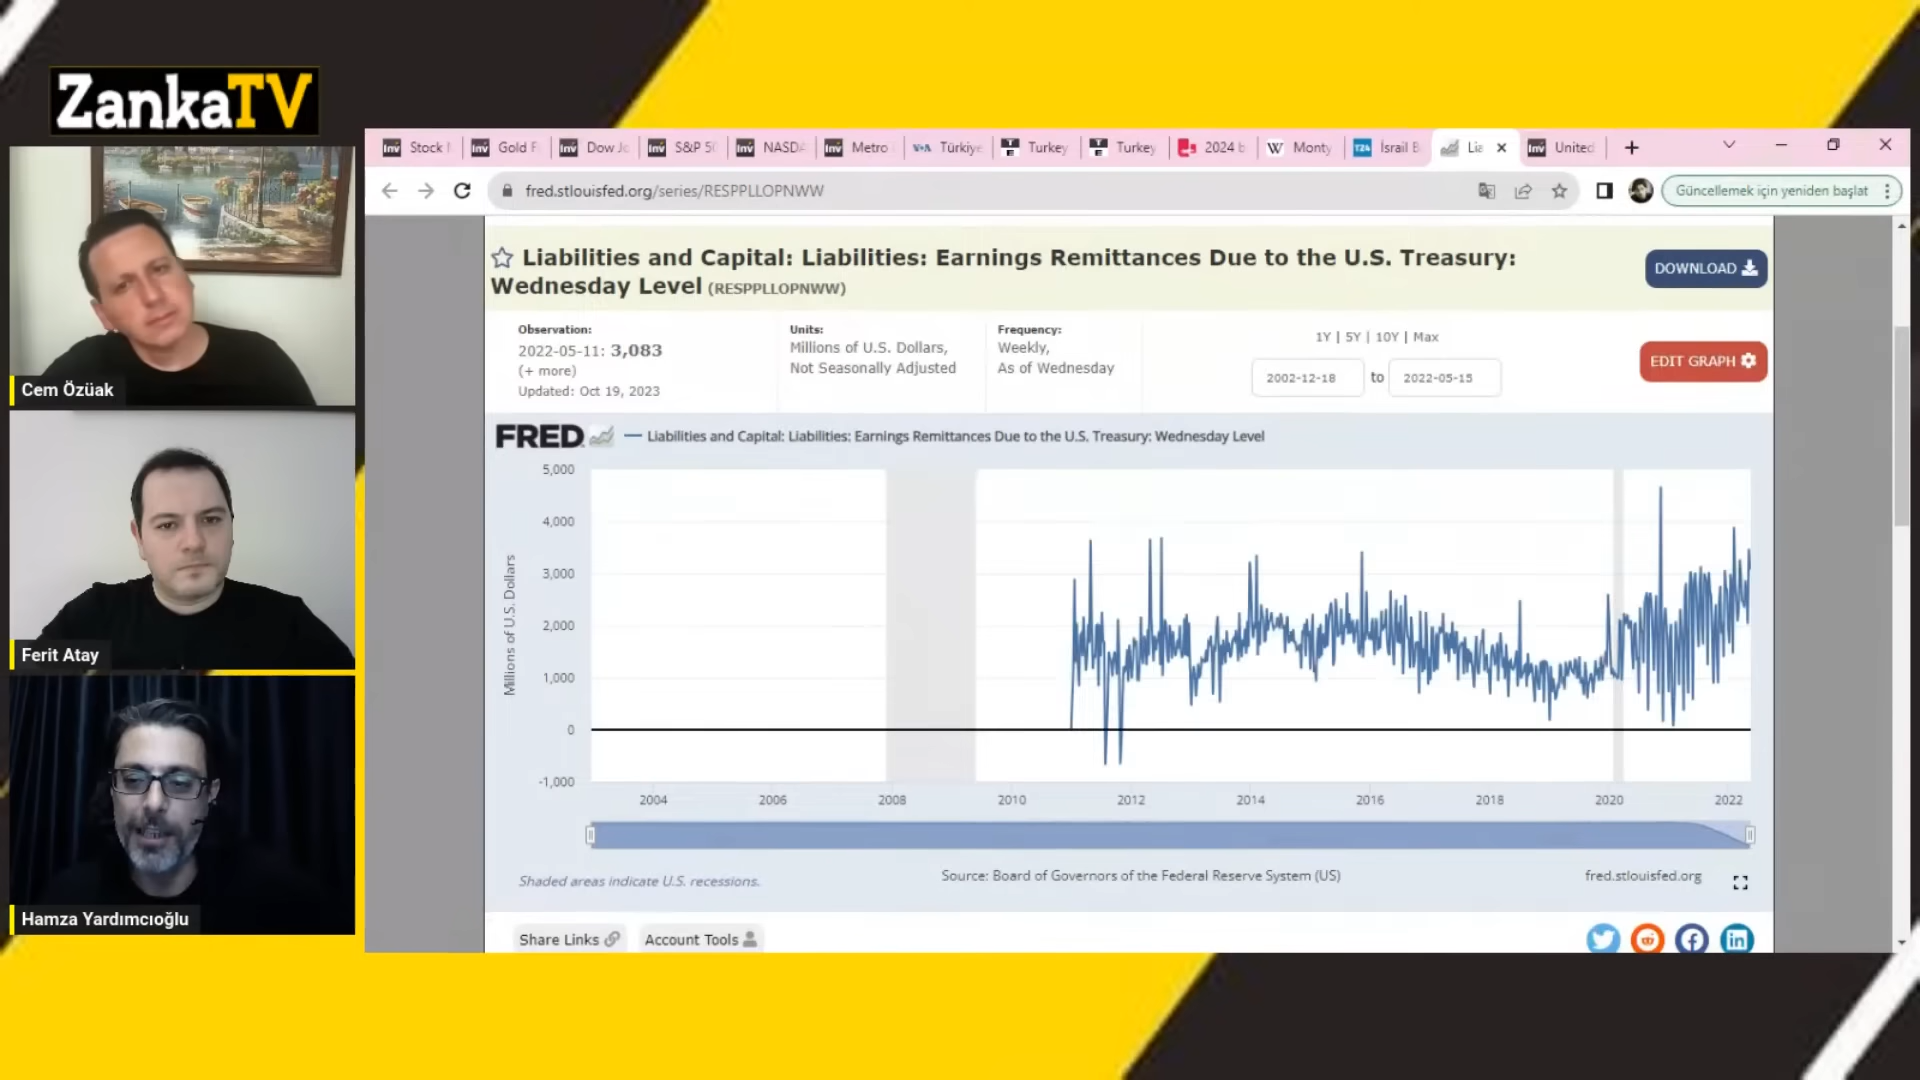 ZankaTV
Cem Özüak
Ferit Atay
Hamza Yardımcıoğlu
Stock Gold F Dow Jo S&P 50 NASDA Metro Türkiye Turkey Turkey 2024 b Monty İsrail B Lia United
fred.stlouisfed.org/series/RESPPLLOPNWW
Güncellemek için yeniden başlat
Liabilities and Capital: Liabilities: Earnings Remittances Due to the U.S. Treasury:
Wednesday Level (RESPPLLOPNWW)
DOWNLOAD
Observation:
2022-05-11: 3,083
(+ more)
Updated: Oct 19, 2023
Units:
Millions of U.S. Dollars,
Not Seasonally Adjusted
Frequency:
Weekly,
As of Wednesday
1Y | 5Y | 10Y | Max
2002-12-18 to 2022-05-15
EDIT GRAPH
FRED
Liabilities and Capital: Liabilities: Earnings Remittances Due to the U.S. Treasury: Wednesday Level
Millions of U.S. Dollars
5,000
4,000
3,000
2,000
1,000
0
-1,000
2004 2006 2008 2010 2012 2014 2016 2018 2020 2022
Shaded areas indicate U.S. recessions.
Source: Board of Governors of the Federal Reserve System (US)
fred.stlouisfed.org
Share Links
Account Tools